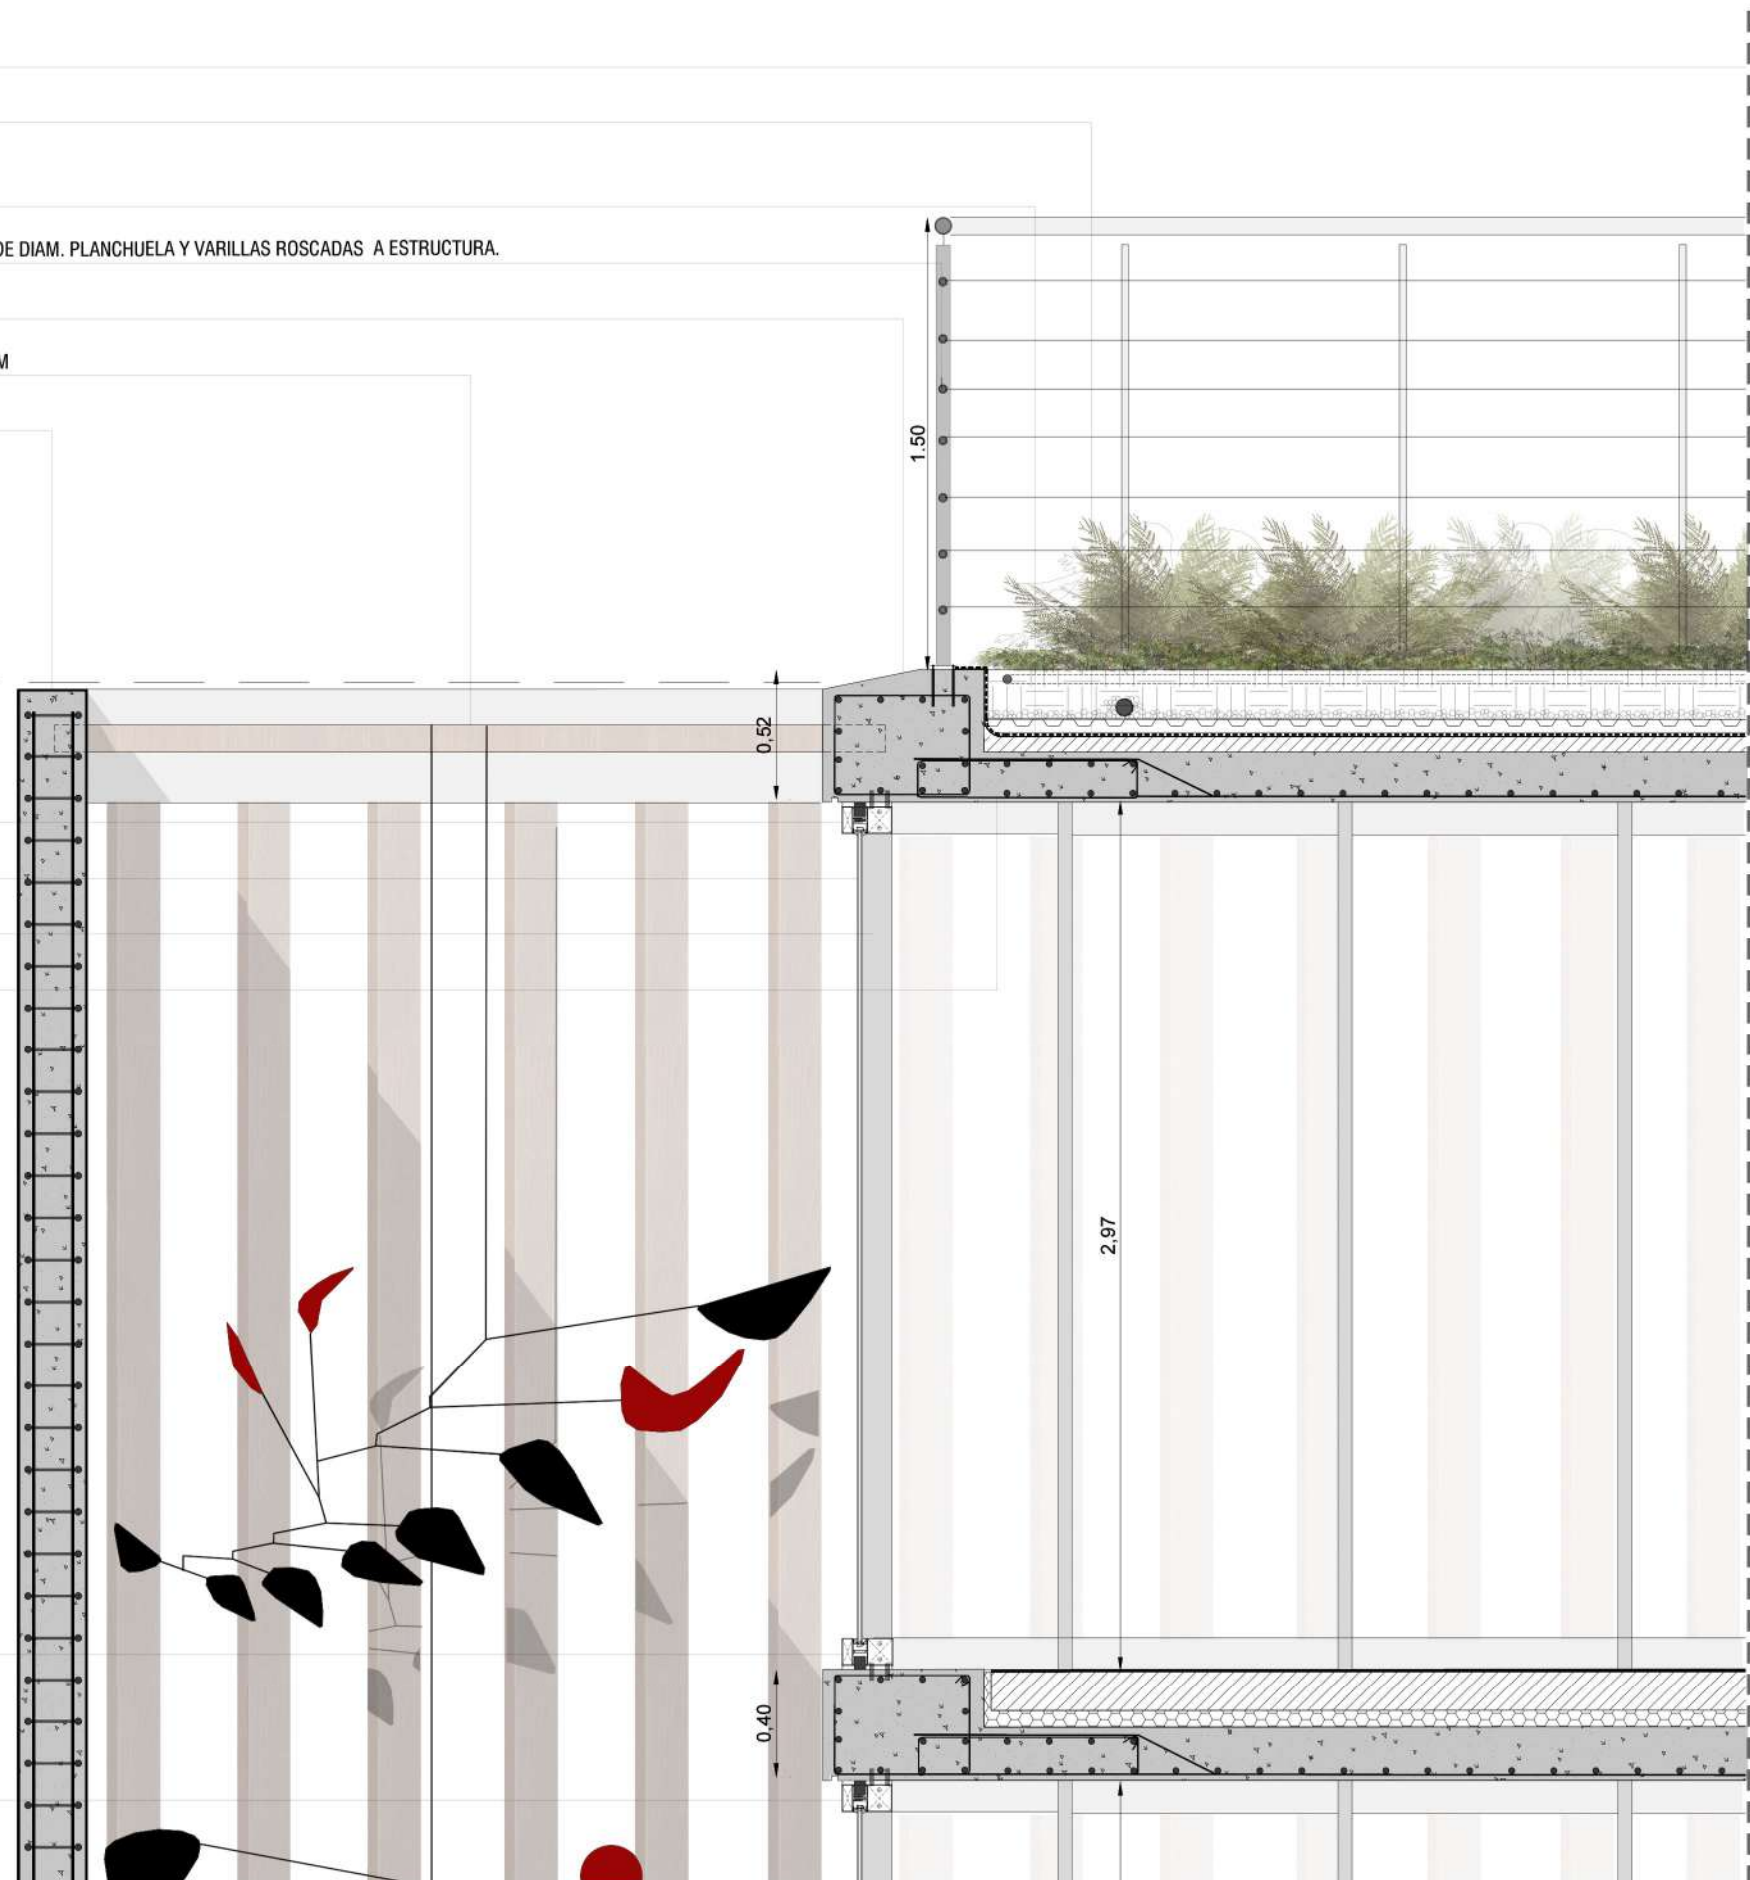 DE DIAM. PLANCHUELA Y VARILLAS ROSCADAS A ESTRUCTURA.
M
1.50
0,52
2,97
0,40